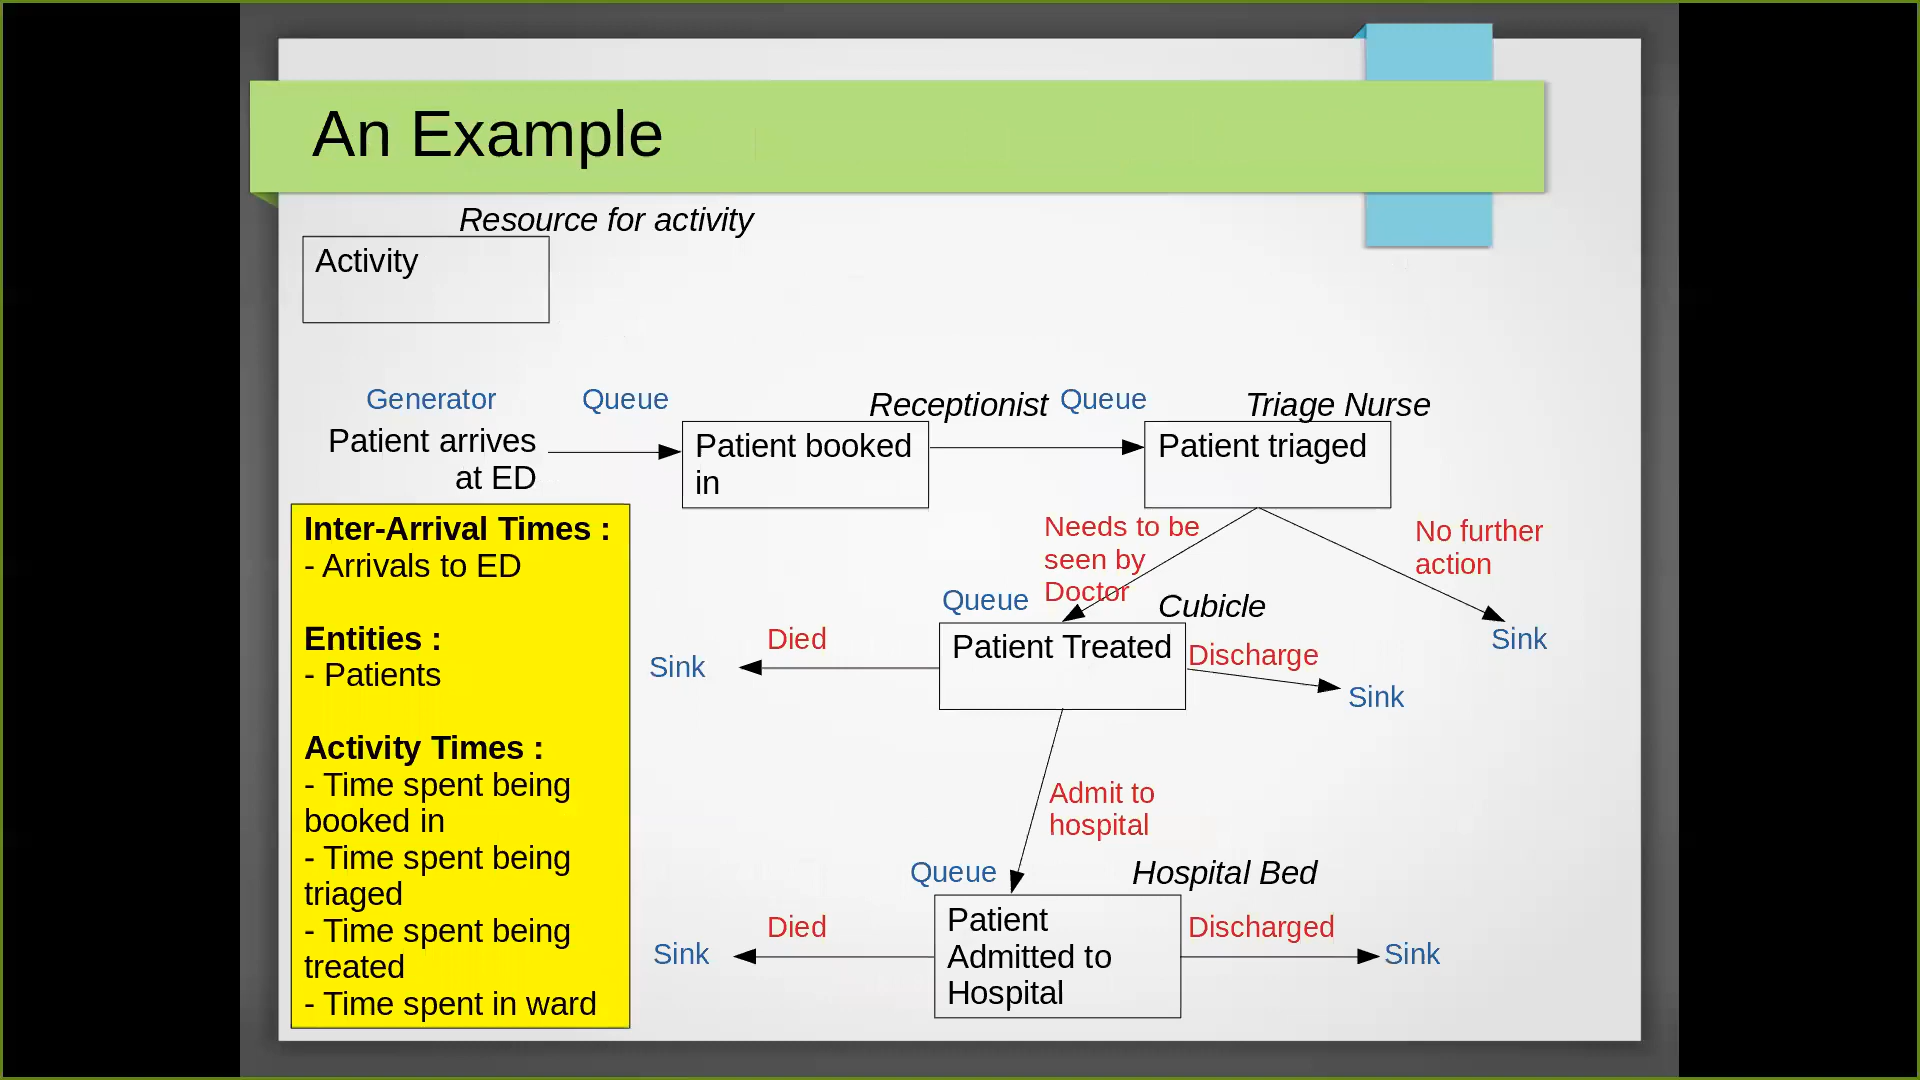 An Example
Resource for activity
Activity
Generator
Queue
Receptionist
Queue
Triage Nurse
Patient arrives
at ED
Patient booked
in
Patient triaged
Inter-Arrival Times :
- Arrivals to ED
Entities :
- Patients
Activity Times :
- Time spent being
booked in
- Time spent being
triaged
- Time spent being
treated
- Time spent in ward
Needs to be
seen by
Doctor
No further
action
Sink
Queue
Cubicle
Patient Treated
Died
Sink
Discharge
Sink
Admit to
hospital
Queue
Hospital Bed
Patient
Admitted to
Hospital
Died
Sink
Discharged
Sink